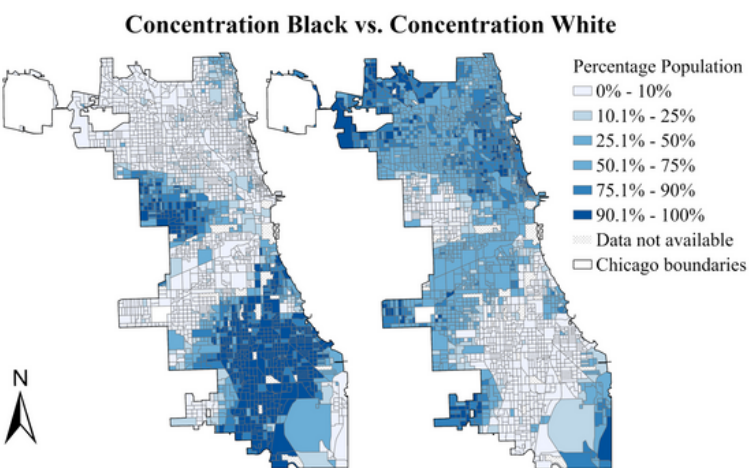 Concentration Black vs. Concentration White
Percentage Population
0% - 10%
10.1% - 25%
25.1% - 50%
50.1% - 75%
75.1% - 90%
90.1% - 100%
Data not available
Chicago boundaries
N